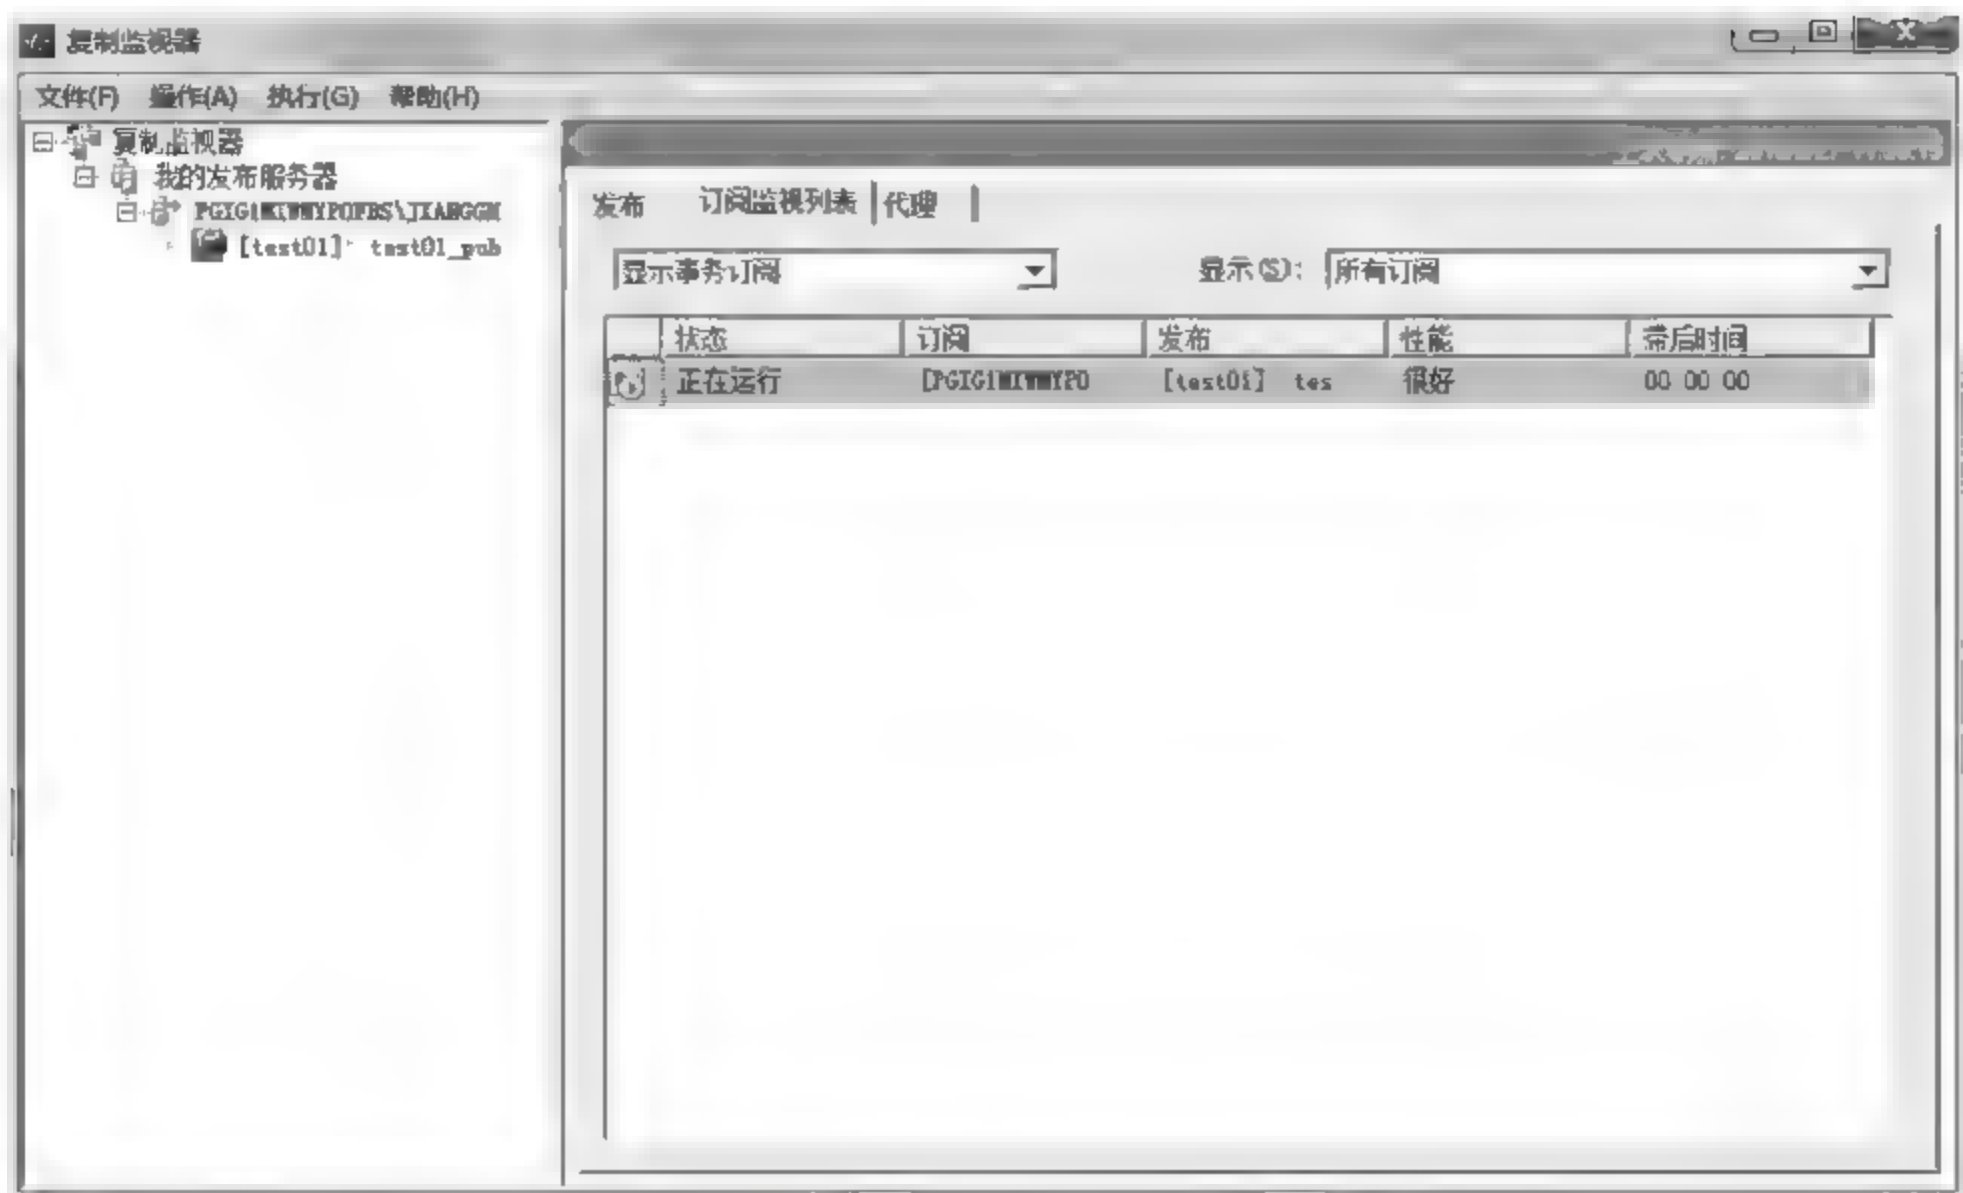 复制监视器
文件(F) 操作(A) 执行(G) 帮助(H)
复制监视器
我的发布服务器
[test01] test01_pub
发布 订阅监视列表 代理
显示事务订阅 显示(S): 所有订阅
状态 订阅 发布 性能 滞后时间
正在运行 [test01] tes 很好 00 00 00